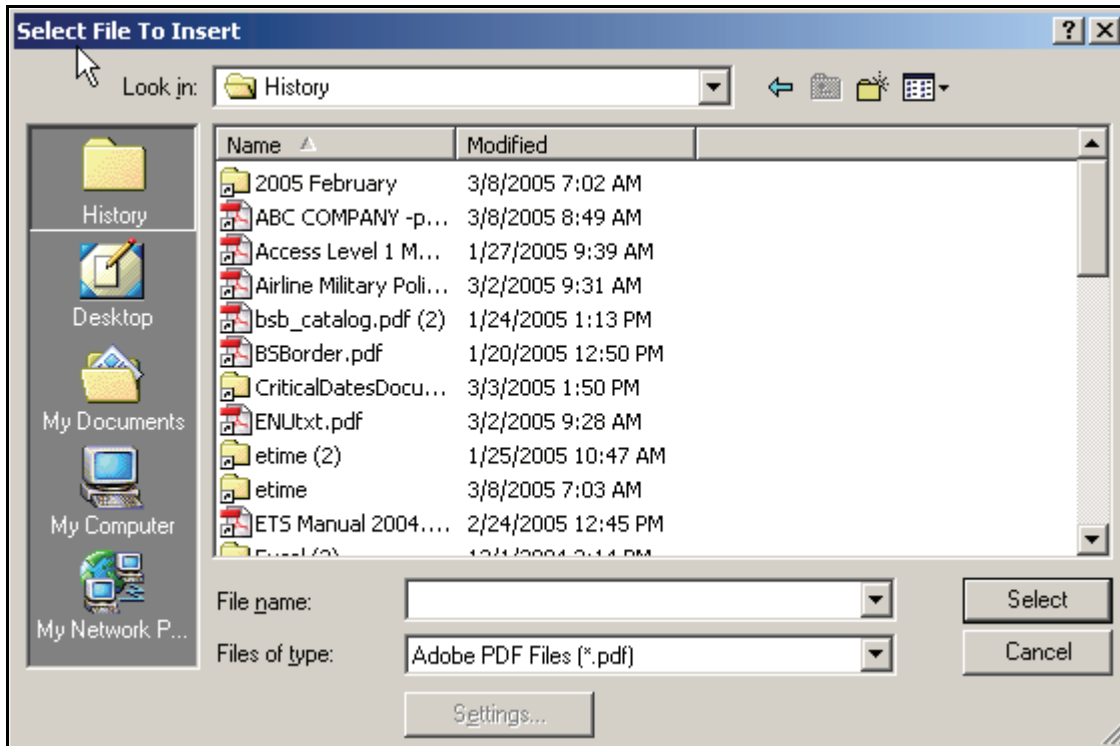 Select File To Insert
Look in: History
Name Modified
History
Desktop
My Documents
My Computer
My Network P...
2005 February 3/8/2005 7:02 AM
ABC COMPANY -p... 3/8/2005 8:49 AM
Access Level 1 M... 1/27/2005 9:39 AM
Airline Military Poli... 3/2/2005 9:31 AM
bsb_catalog.pdf (2) 1/24/2005 1:13 PM
BSBorder.pdf 1/20/2005 12:50 PM
CriticalDatesDocu... 3/3/2005 1:50 PM
ENUtxt.pdf 3/2/2005 9:28 AM
etime (2) 1/25/2005 10:47 AM
etime 3/8/2005 7:03 AM
ETS Manual 2004.... 2/24/2005 12:45 PM
Excel (2)
File name:
Select
Files of type: Adobe PDF Files (*.pdf)
Cancel
Settings...